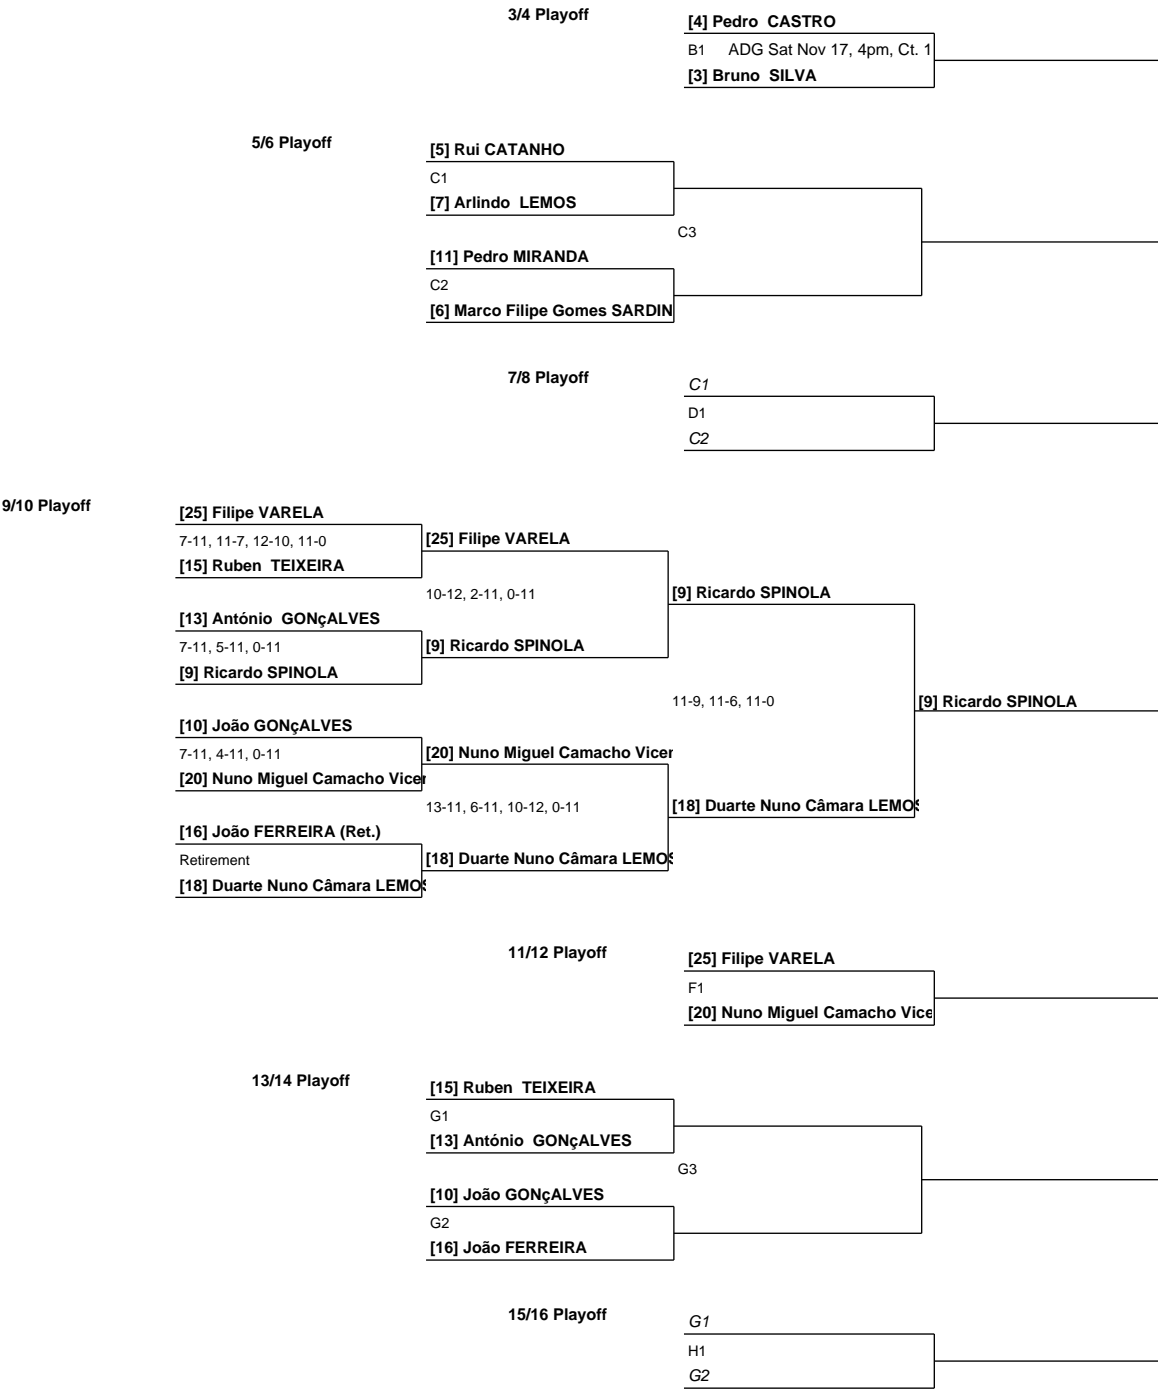 3/4 Playoff
[4] Pedro CASTRO
B1 ADG Sat Nov 17, 4pm, Ct. 1
[3] Bruno SILVA
5/6 Playoff
[5] Rui CATANHO
C1
[7] Arlindo LEMOS
C3
[11] Pedro MIRANDA
C2
[6] Marco Filipe Gomes SARDIN
7/8 Playoff
C1
D1
C2
9/10 Playoff
[25] Filipe VARELA
7-11, 11-7, 12-10, 11-0
[25] Filipe VARELA
[15] Ruben TEIXEIRA
10-12, 2-11, 0-11
[9] Ricardo SPINOLA
[13] António GONçALVES
7-11, 5-11, 0-11
[9] Ricardo SPINOLA
[9] Ricardo SPINOLA
11-9, 11-6, 11-0
[9] Ricardo SPINOLA
[10] João GONçALVES
7-11, 4-11, 0-11
[20] Nuno Miguel Camacho Vicen
[20] Nuno Miguel Camacho Vicen
13-11, 6-11, 10-12, 0-11
[18] Duarte Nuno Câmara LEMOS
[16] João FERREIRA (Ret.)
Retirement
[18] Duarte Nuno Câmara LEMOS
[18] Duarte Nuno Câmara LEMOS
11/12 Playoff
[25] Filipe VARELA
F1
[20] Nuno Miguel Camacho Vice
13/14 Playoff
[15] Ruben TEIXEIRA
G1
[13] António GONçALVES
G3
[10] João GONçALVES
G2
[16] João FERREIRA
15/16 Playoff
G1
H1
G2